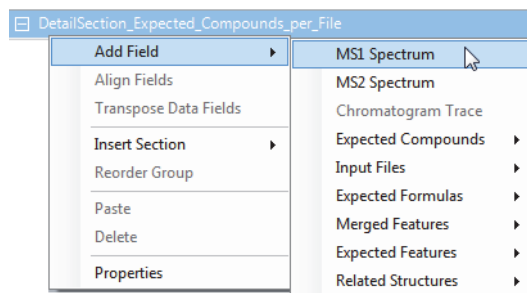 DetailSection_Expected_Compounds_per_File
Add Field
Align Fields
Transpose Data Fields
Insert Section
Reorder Group
Paste
Delete
Properties
MS1 Spectrum
MS2 Spectrum
Chromatogram Trace
Expected Compounds
Input Files
Expected Formulas
Merged Features
Expected Features
Related Structures